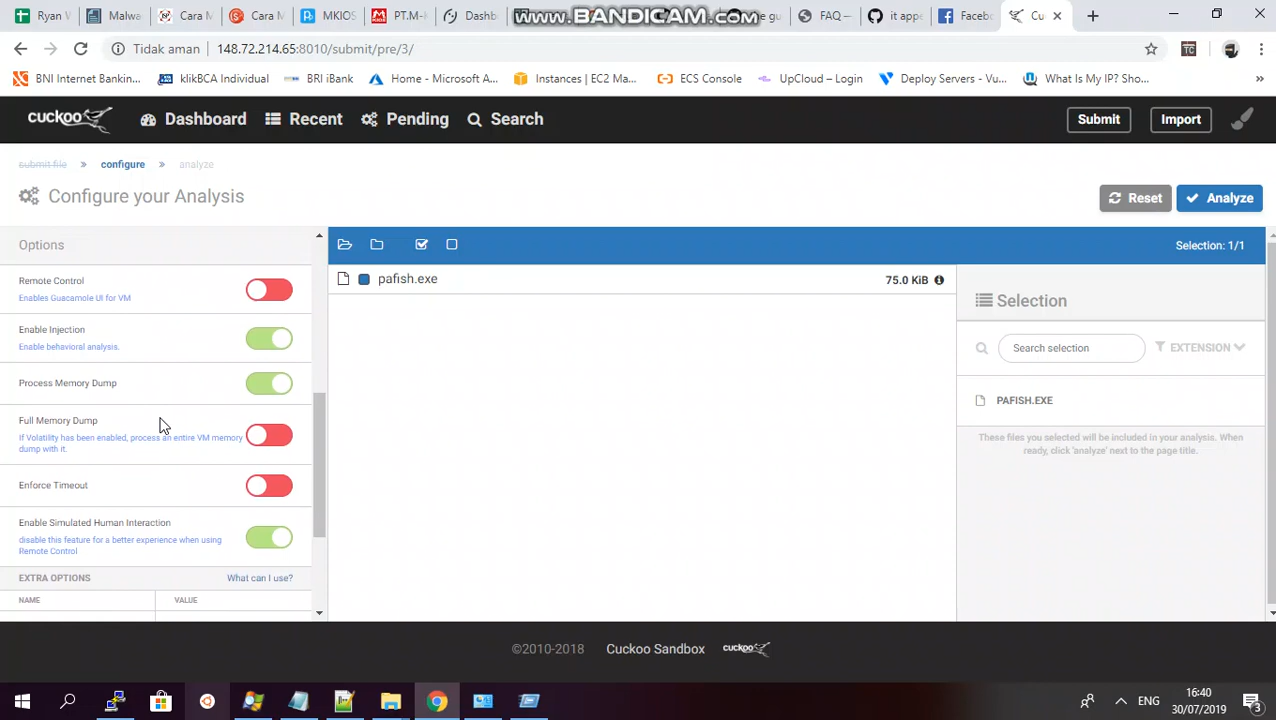 Ryan
Malwa
Cara M
Cara M
MKIOS
PT.M-K
Dashb
www.BANDICAM.com
FAQ —
it appe
Faceb
Cu
Tidak aman
148.72.214.65:8010/submit/pre/3/
BNI Internet Bankin...
klikBCA Individual
BRI iBank
Home - Microsoft A...
Instances | EC2 Ma...
ECS Console
UpCloud – Login
Deploy Servers - Vu...
What Is My IP? Sho...
»
cuckoo
Dashboard
Recent
Pending
Search
Submit
Import
submit file » configure » analyze
Configure your Analysis
Reset
Analyze
Options
Remote Control
Enables Guacamole UI for VM
Enable Injection
Enable behavioral analysis.
Process Memory Dump
Full Memory Dump
If Volatility has been enabled, process an entire VM memory
dump with it.
Enforce Timeout
Enable Simulated Human Interaction
disable this feature for a better experience when using
Remote Control
EXTRA OPTIONS
What can I use?
NAME
VALUE
Selection: 1/1
pafish.exe
75.0 KiB
Selection
Search selection
EXTENSION
PAFISH.EXE
These files you selected will be included in your analysis. When
ready, click 'analyze' next to the page title.
©2010-2018
Cuckoo Sandbox
cuckoo
ENG
16:40
30/07/2019
3